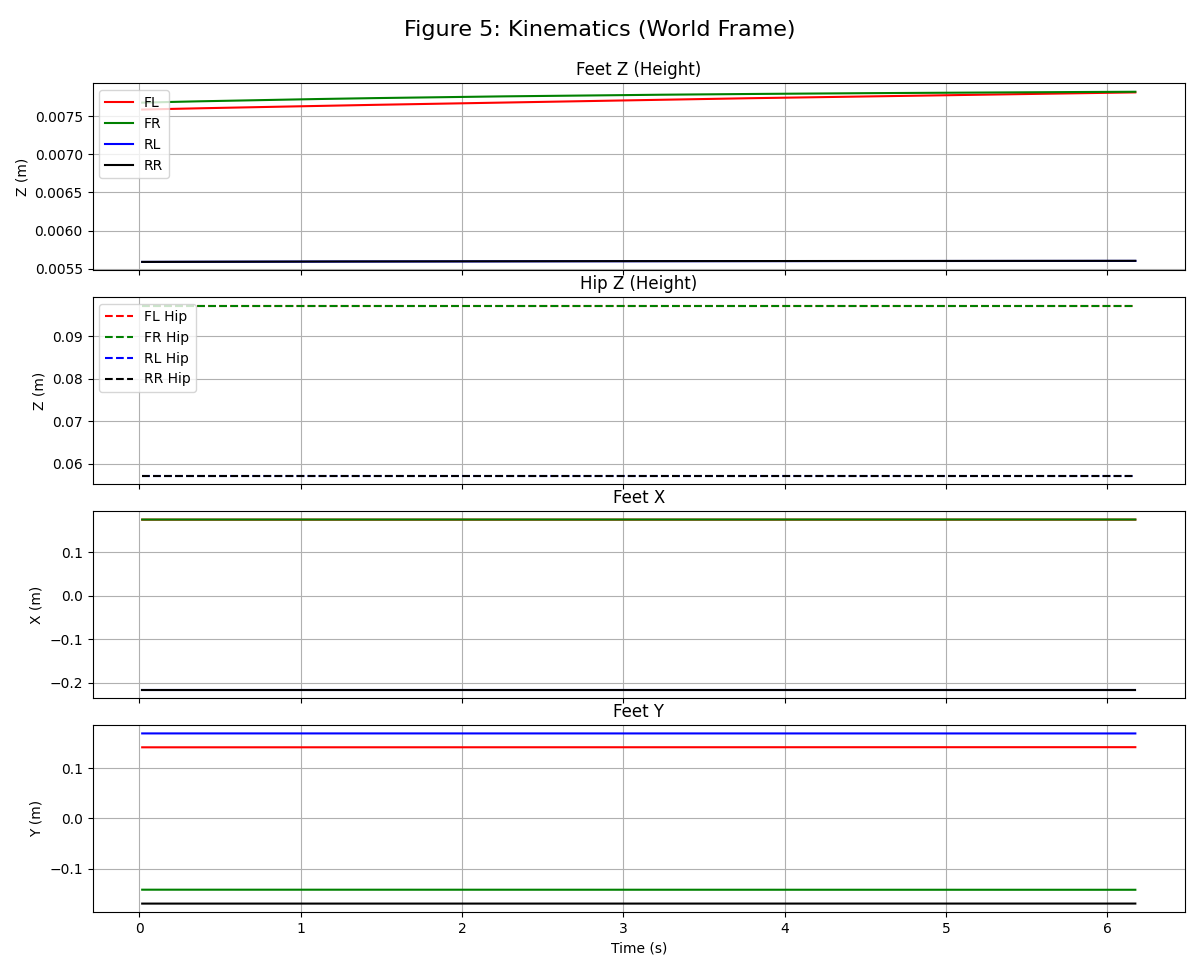 Figure 5: Kinematics (World Frame)
Feet Z (Height)
FL
FR
RL
RR
0.0075
0.0070
0.0065
0.0060
0.0055
Z (m)
Hip Z (Height)
FL Hip
FR Hip
RL Hip
RR Hip
0.09
0.08
0.07
0.06
Z (m)
Feet X
0.1
0.0
−0.1
−0.2
X (m)
Feet Y
0.1
0.0
−0.1
Y (m)
0 1 2 3 4 5 6
Time (s)